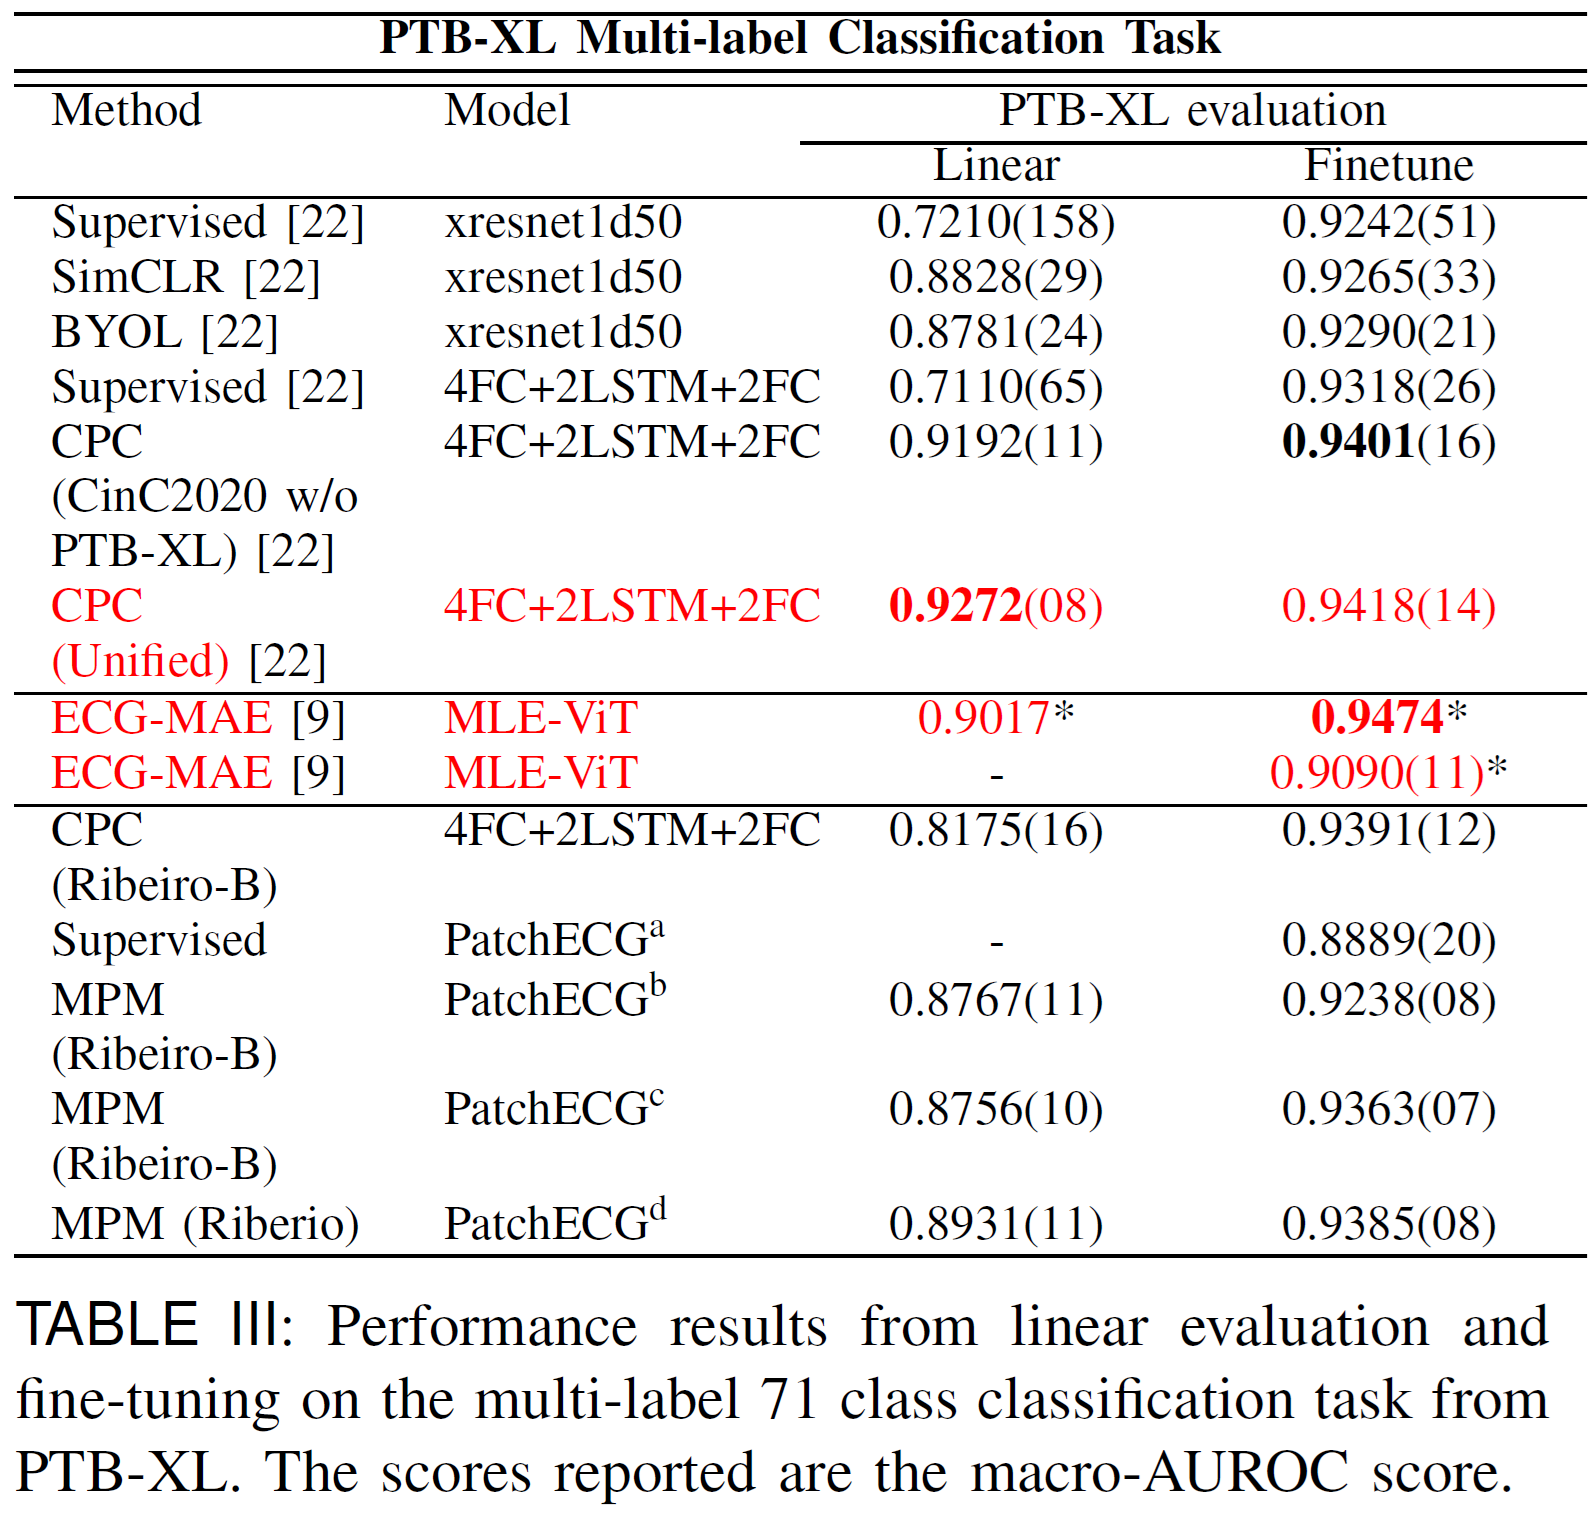 PTB-XL Multi-label Classification Task
Method Model PTB-XL evaluation
Linear Finetune
Supervised [22] xresnet1d50 0.7210(158) 0.9242(51)
SimCLR [22] xresnet1d50 0.8828(29) 0.9265(33)
BYOL [22] xresnet1d50 0.8781(24) 0.9290(21)
Supervised [22] 4FC+2LSTM+2FC 0.7110(65) 0.9318(26)
CPC 4FC+2LSTM+2FC 0.9192(11) 0.9401(16)
(CinC2020 w/o
PTB-XL) [22]
CPC 4FC+2LSTM+2FC 0.9272(08) 0.9418(14)
(Unified) [22]
ECG-MAE [9] MLE-ViT 0.9017* 0.9474*
ECG-MAE [9] MLE-ViT - 0.9090(11)*
CPC 4FC+2LSTM+2FC 0.8175(16) 0.9391(12)
(Ribeiro-B)
Supervised PatchECGᵃ - 0.8889(20)
MPM PatchECGᵇ 0.8767(11) 0.9238(08)
(Ribeiro-B)
MPM PatchECGᶜ 0.8756(10) 0.9363(07)
(Ribeiro-B)
MPM (Riberio) PatchECGᵈ 0.8931(11) 0.9385(08)
TABLE III: Performance results from linear evaluation and
fine-tuning on the multi-label 71 class classification task from
PTB-XL. The scores reported are the macro-AUROC score.